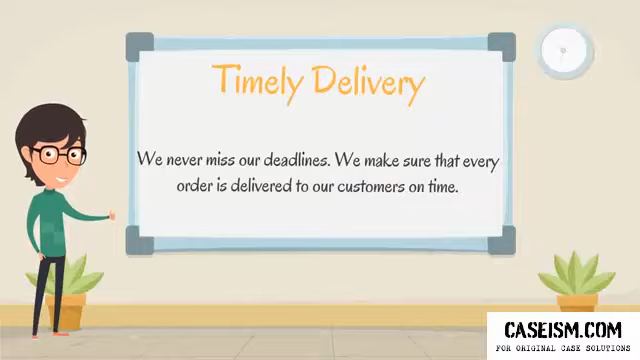 Timely Delivery
We never miss our deadlines. We make sure that every
order is delivered to our customers on time.
CASEISM.COM
FOR ORIGINAL CASE SOLUTIONS